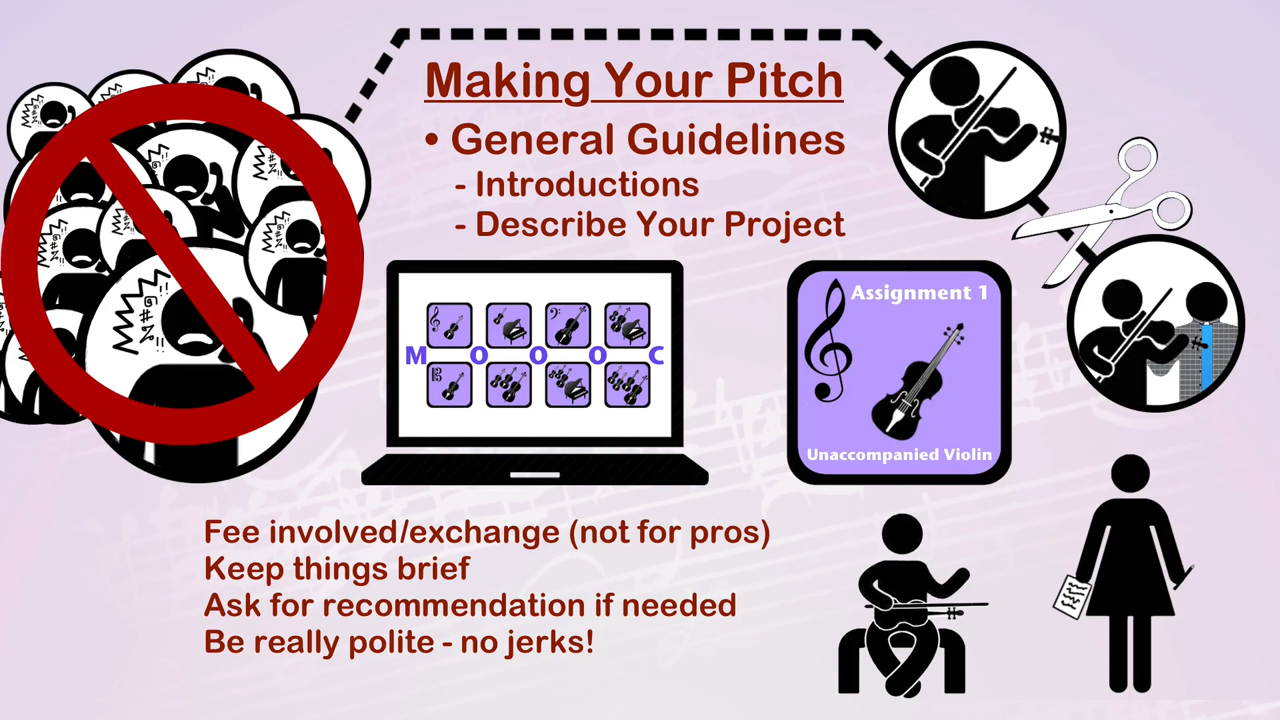 Making Your Pitch
• General Guidelines
- Introductions
- Describe Your Project
M O O O C
Assignment 1
Unaccompanied Violin
Fee involved/exchange (not for pros)
Keep things brief
Ask for recommendation if needed
Be really polite - no jerks!